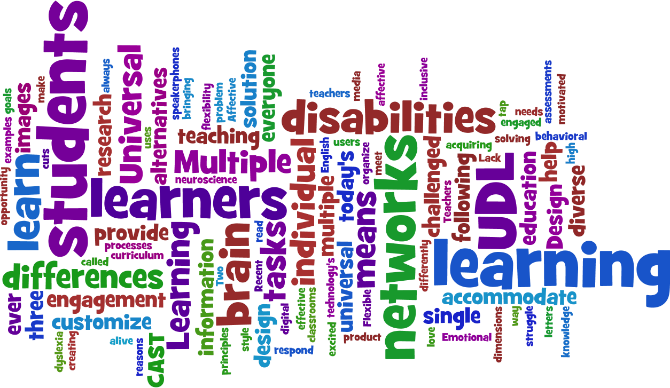 opportunity
examples
goals
images
make
learn
cuts
students
research
always
Universal
uses
alternatives
speakerphones
bringing
flexibility
problem
Affective
solution
everyone
teaching
Multiple
neuroscience
learners
provide
processes
curriculum
called
differences
ever
three
engagement
customize
dyslexia
creating
alive
reasons
CAST
Learning
information
Two
principles
brain
style
read
Recent
tasks
design
digital
respond
teachers
media
affective
inclusive
disabilities
individual
effective
classrooms
English
users
multiple
today's
organize
meet
technology's
excited
universal
means
Flexible
product
networks
acquiring
challenged
Teachers
differently
following
Lack
tap
engaged
needs
solving
assessments
motivated
behavioral
UDL
education
Design
help
high
diverse
learning
accommodate
single
love
Emotional
dimensions
way
struggle
letters
knowledge